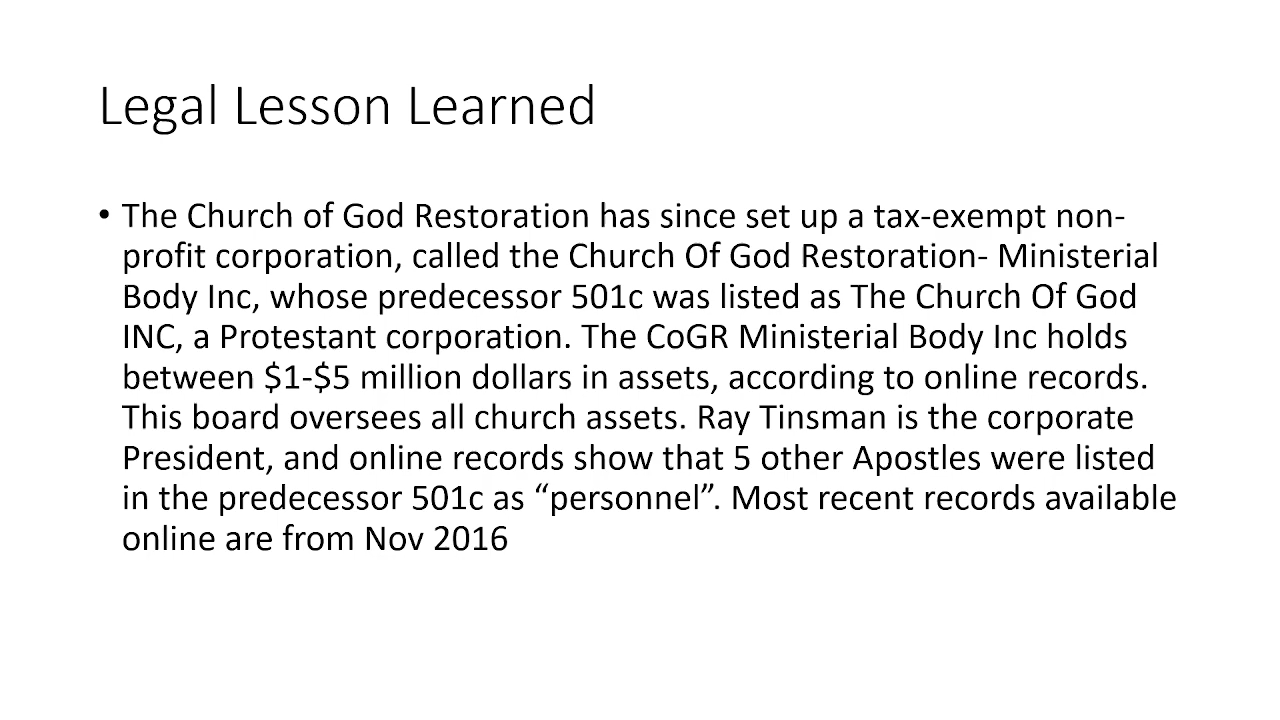 Legal Lesson Learned
• The Church of God Restoration has since set up a tax-exempt non-
profit corporation, called the Church Of God Restoration- Ministerial
Body Inc, whose predecessor 501c was listed as The Church Of God
INC, a Protestant corporation. The CoGR Ministerial Body Inc holds
between $1-$5 million dollars in assets, according to online records.
This board oversees all church assets. Ray Tinsman is the corporate
President, and online records show that 5 other Apostles were listed
in the predecessor 501c as “personnel”. Most recent records available
online are from Nov 2016